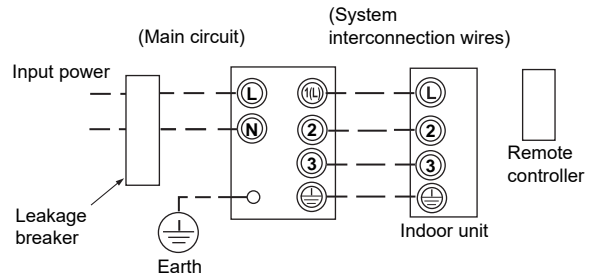 (System
(Main circuit)
interconnection wires)
Input power
L
1(L)
L
N
2
2
3
3
Remote
controller
Leakage
breaker
Indoor unit
Earth